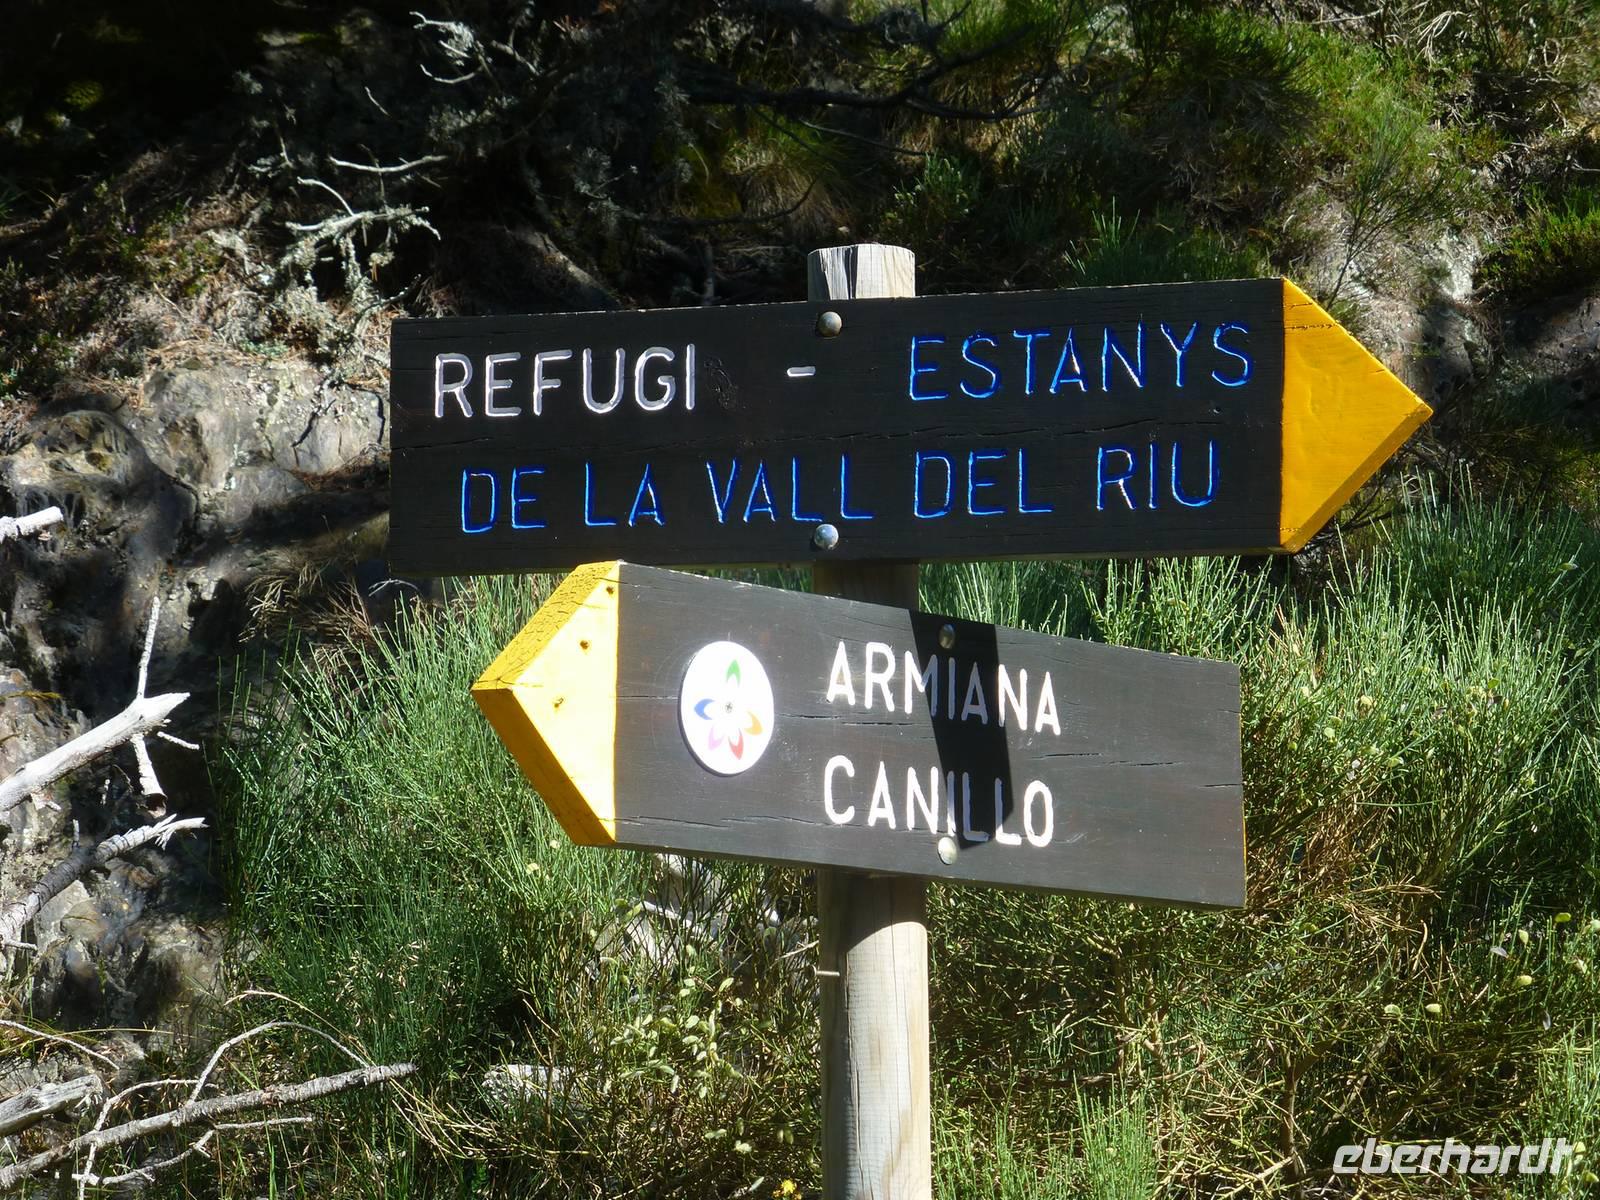 REFUGI - ESTANYS
DE LA VALL DEL RIU
ARMIANA
CANILLO
eberhardt